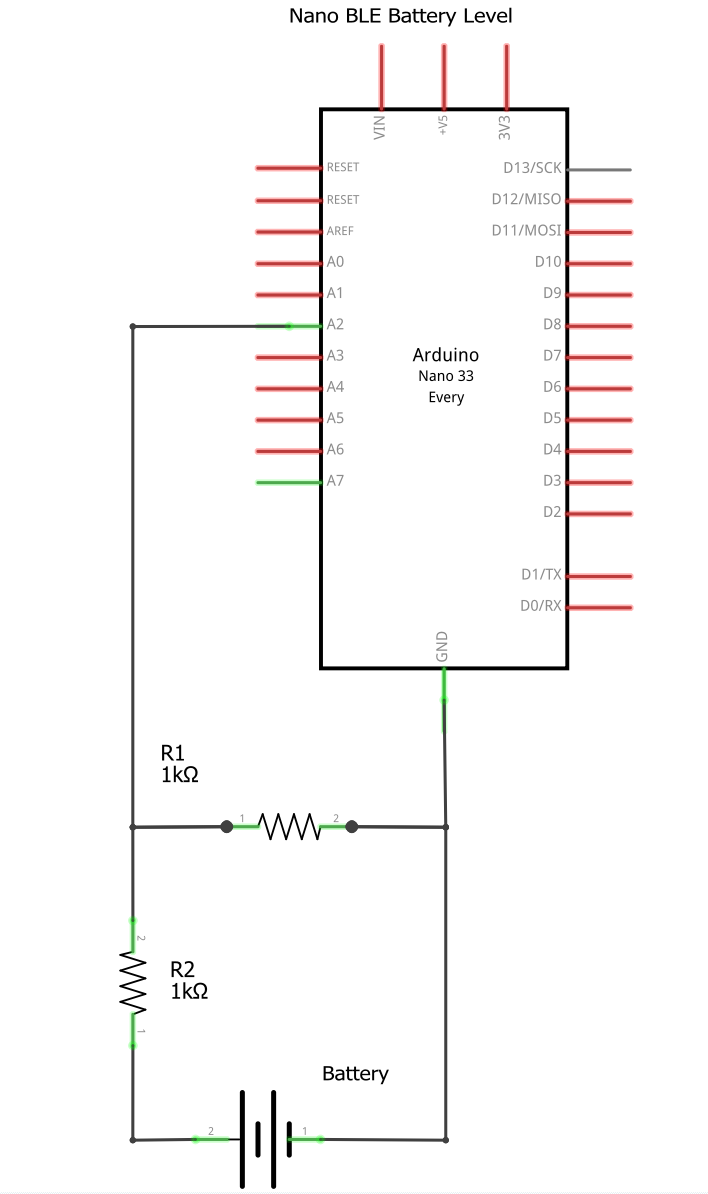 Nano BLE Battery Level
VIN
+V5
3V3
RESET
RESET
AREF
A0
A1
A2
A3
A4
A5
A6
A7
D13/SCK
D12/MISO
D11/MOSI
D10
D9
D8
D7
D6
D5
D4
D3
D2
D1/TX
D0/RX
Arduino
Nano 33
Every
GND
R1
1kΩ
1
2
2
R2
1kΩ
1
Battery
2
1